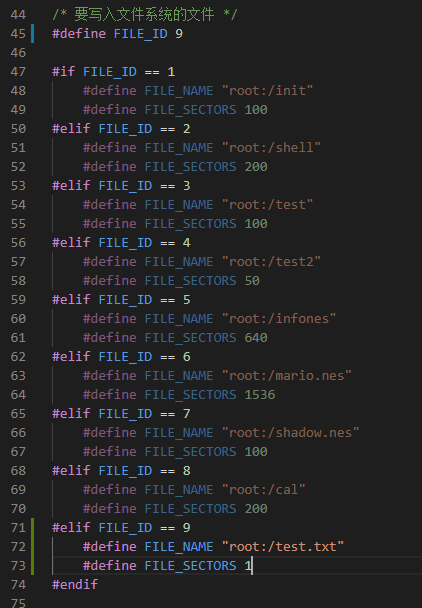 44 /* 要写入文件系统的文件 */
45 #define FILE_ID 9
46
47 #if FILE_ID == 1
48     #define FILE_NAME "root:/init"
49     #define FILE_SECTORS 100
50 #elif FILE_ID == 2
51     #define FILE_NAME "root:/shell"
52     #define FILE_SECTORS 200
53 #elif FILE_ID == 3
54     #define FILE_NAME "root:/test"
55     #define FILE_SECTORS 100
56 #elif FILE_ID == 4
57     #define FILE_NAME "root:/test2"
58     #define FILE_SECTORS 50
59 #elif FILE_ID == 5
60     #define FILE_NAME "root:/infones"
61     #define FILE_SECTORS 640
62 #elif FILE_ID == 6
63     #define FILE_NAME "root:/mario.nes"
64     #define FILE_SECTORS 1536
65 #elif FILE_ID == 7
66     #define FILE_NAME "root:/shadow.nes"
67     #define FILE_SECTORS 100
68 #elif FILE_ID == 8
69     #define FILE_NAME "root:/cal"
70     #define FILE_SECTORS 200
71 #elif FILE_ID == 9
72     #define FILE_NAME "root:/test.txt"
73     #define FILE_SECTORS 1
74 #endif
75